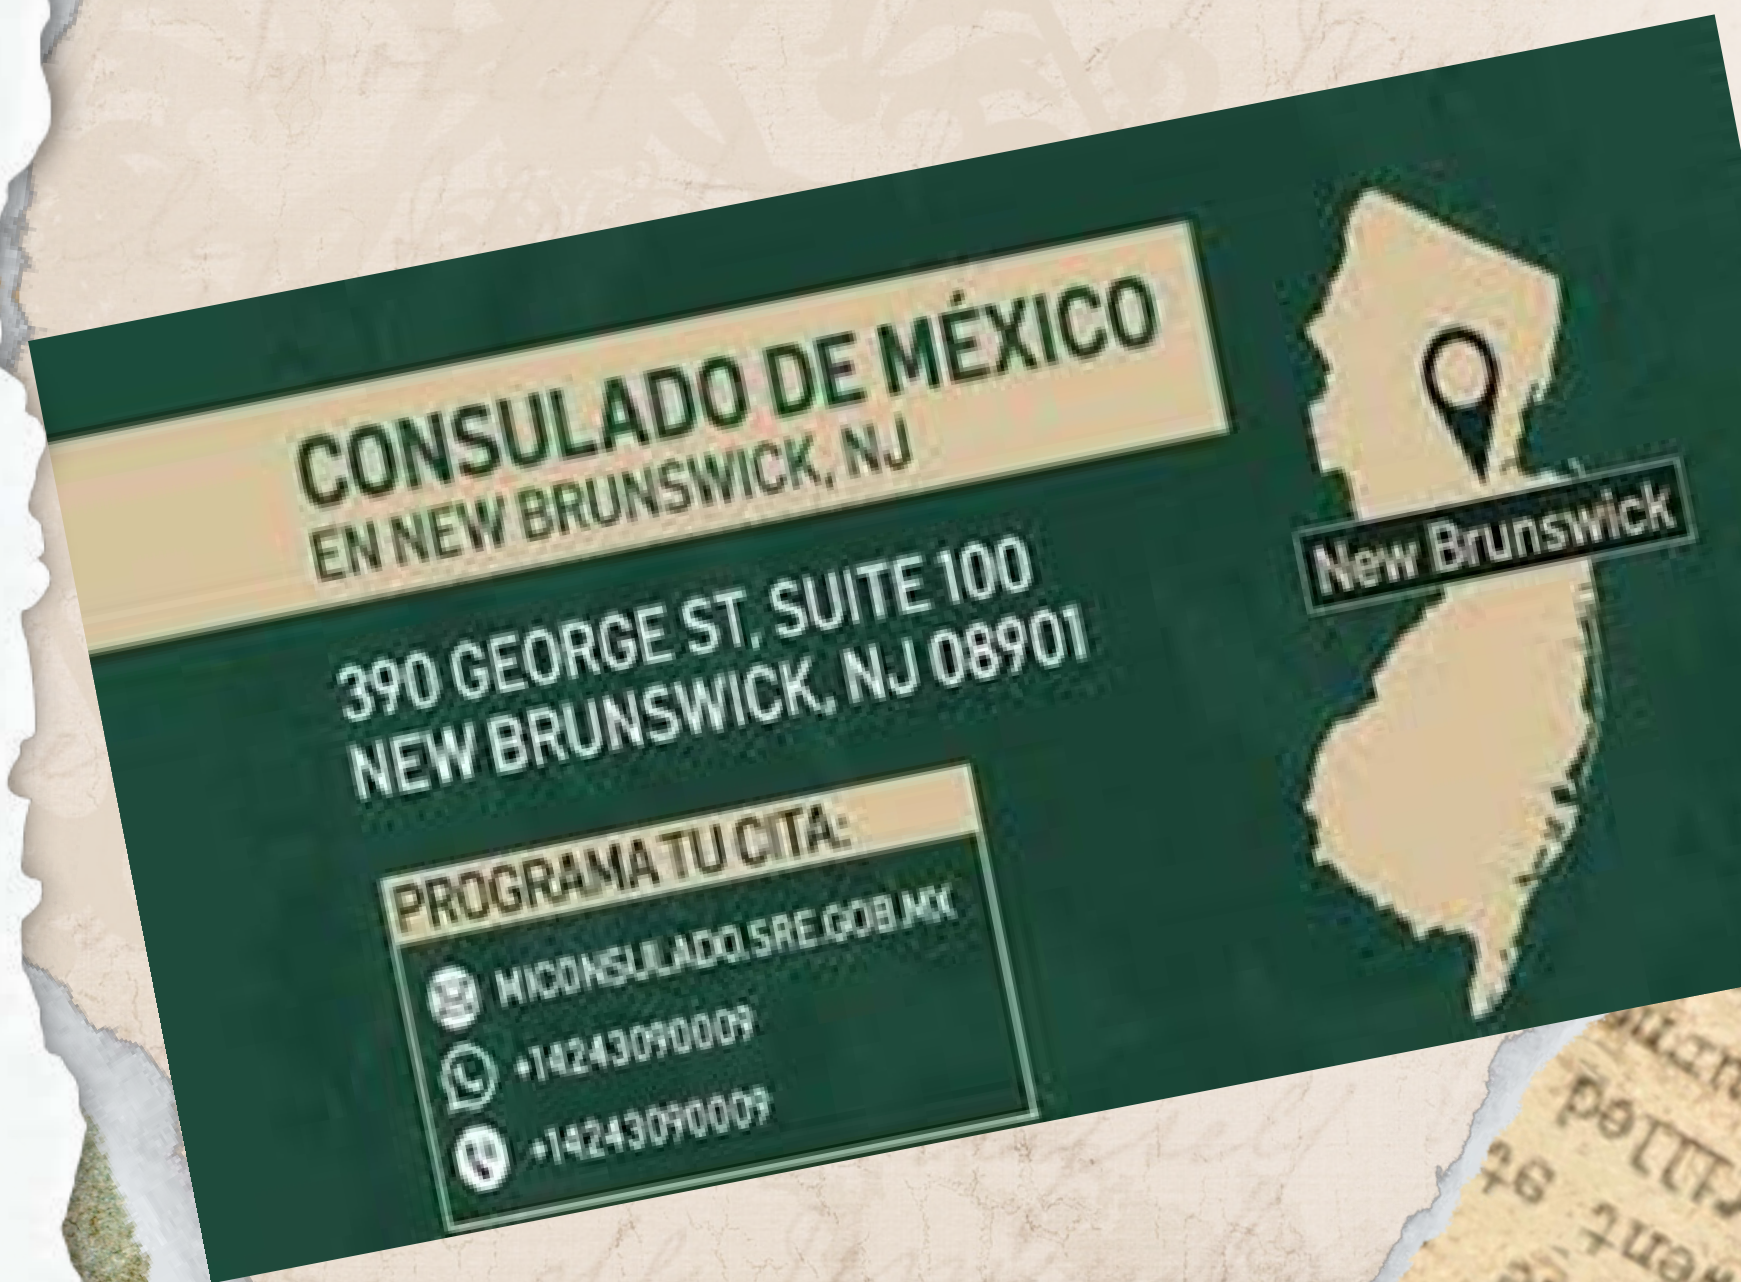 CONSULADO DE MÉXICO
EN NEW BRUNSWICK, NJ
390 GEORGE ST, SUITE 100
NEW BRUNSWICK, NJ 08901
PROGRAMA TU CITA:
MICONSULADO.SRE.GOB.MX
+14243090009
+14243090009
New Brunswick